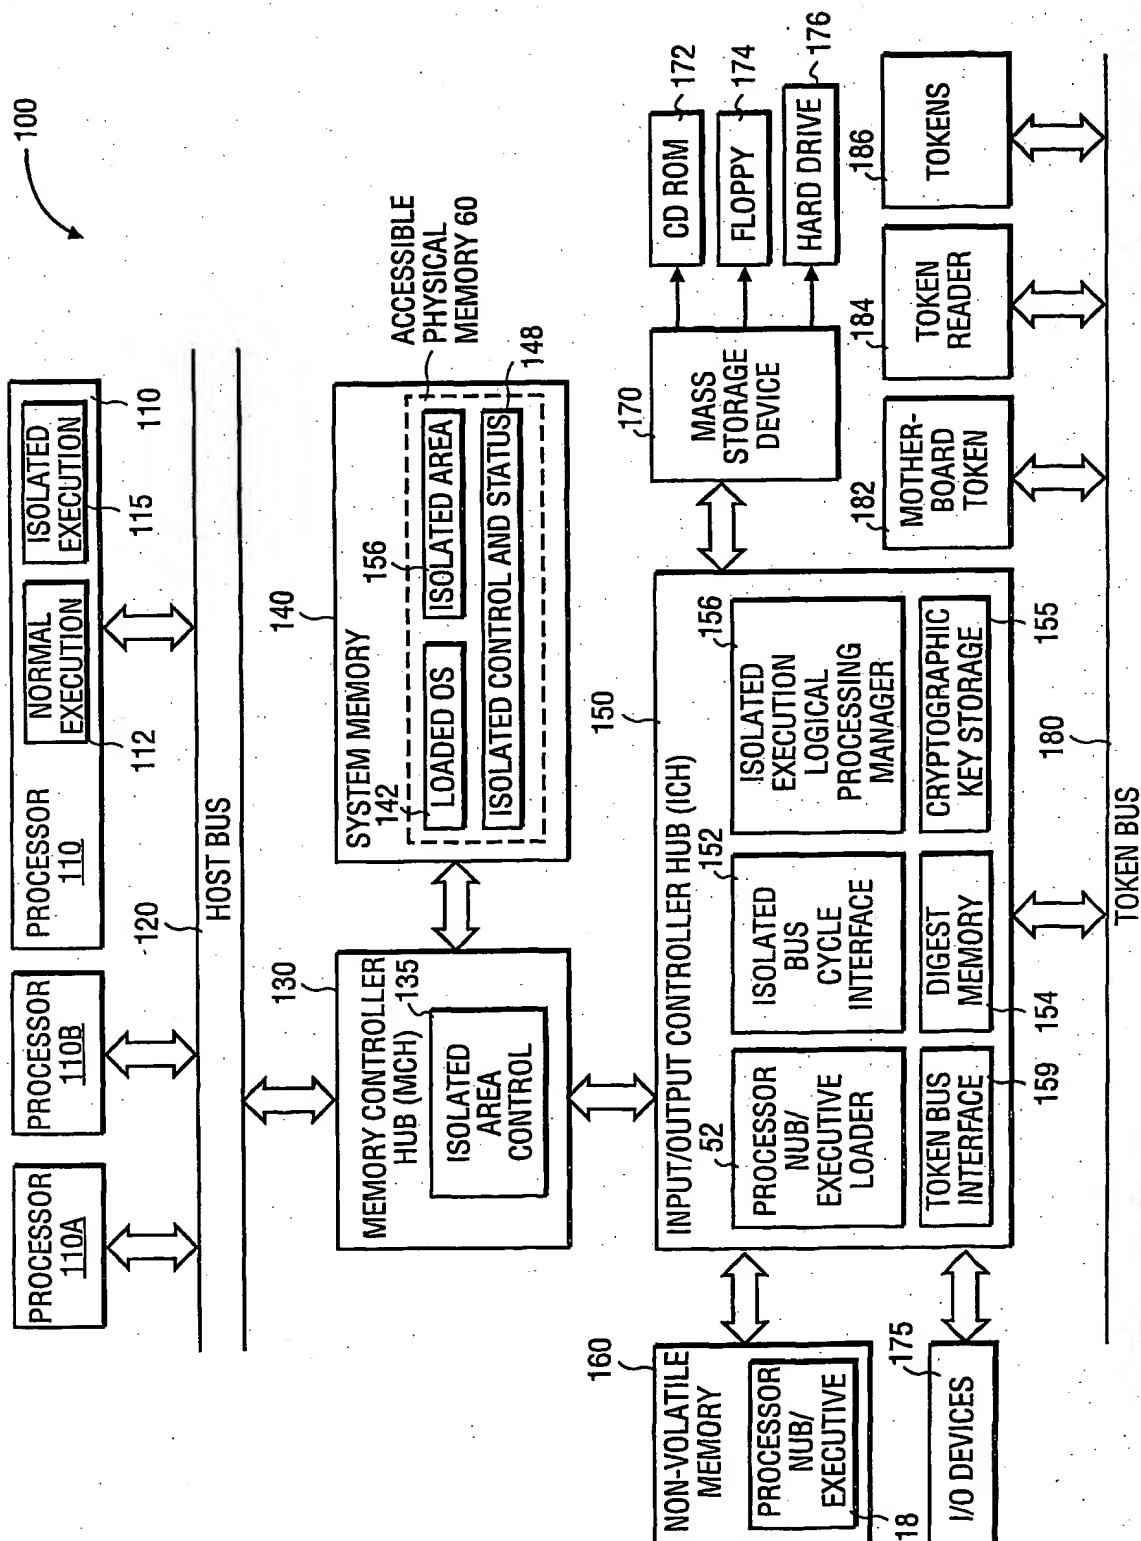 100
PROCESSOR
110A
PROCESSOR
110B
PROCESSOR
110
NORMAL
EXECUTION
112
ISOLATED
EXECUTION
115
110
120
HOST BUS
130
MEMORY CONTROLLER
HUB (MCH)
135
ISOLATED
AREA
CONTROL
140
SYSTEM MEMORY
142
LOADED OS
156
ISOLATED AREA
ISOLATED CONTROL AND STATUS
148
ACCESSIBLE
PHYSICAL
MEMORY 60
150
INPUT/OUTPUT CONTROLLER HUB (ICH)
52
PROCESSOR
NUB/
EXECUTIVE
LOADER
152
ISOLATED
BUS
CYCLE
INTERFACE
156
ISOLATED
EXECUTION
LOGICAL
PROCESSING
MANAGER
TOKEN BUS
INTERFACE
159
DIGEST
MEMORY
154
CRYPTOGRAPHIC
KEY STORAGE
155
160
NON-VOLATILE
MEMORY
PROCESSOR
NUB/
EXECUTIVE
18
175
I/O DEVICES
170
MASS
STORAGE
DEVICE
CD ROM
172
FLOPPY
174
HARD DRIVE
176
182
MOTHER-
BOARD
TOKEN
184
TOKEN
READER
186
TOKENS
180
TOKEN BUS